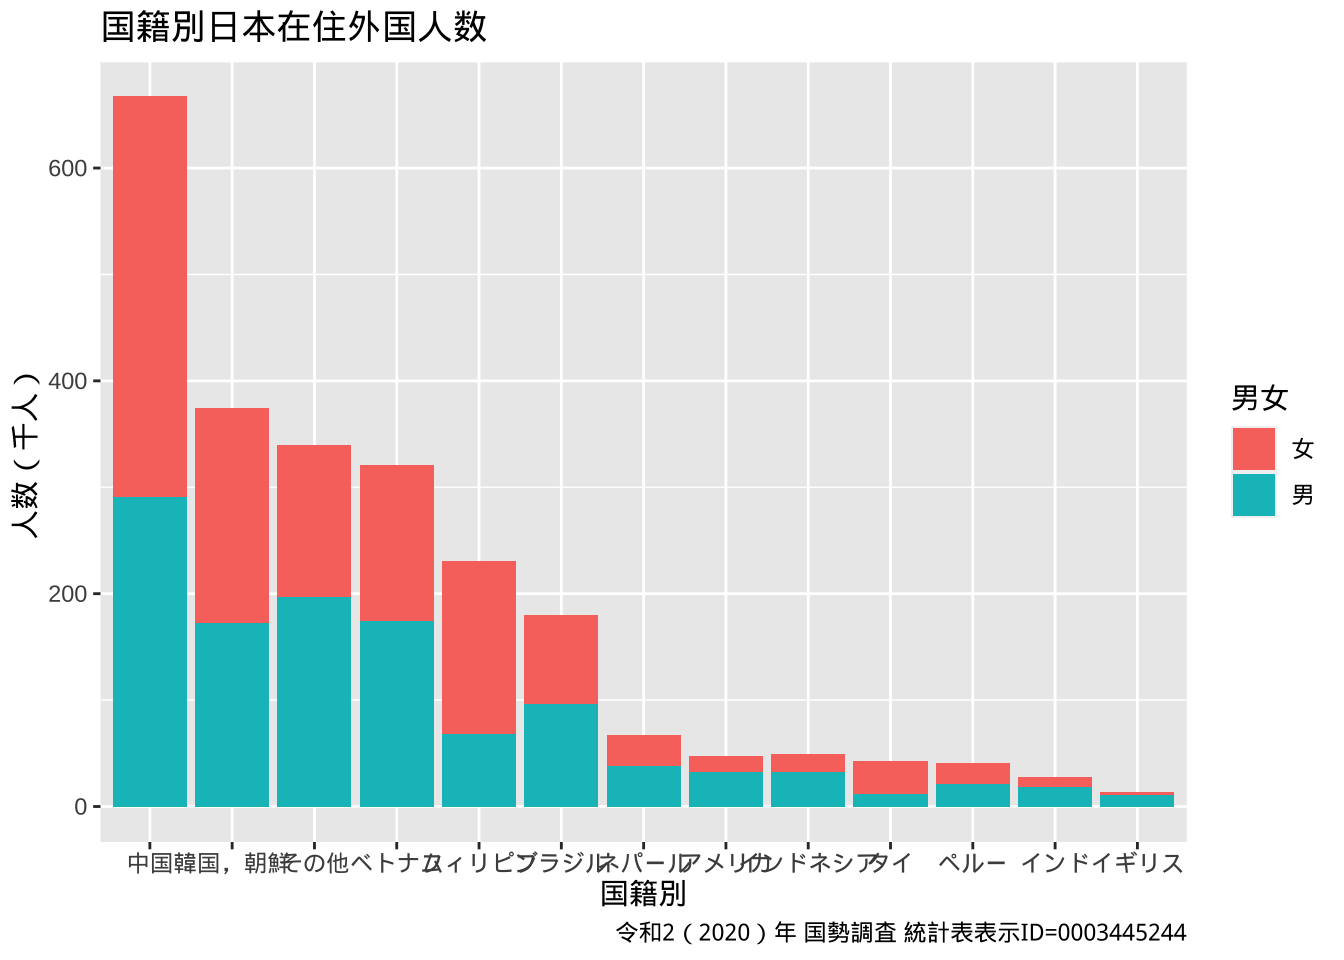 国籍別日本在住外国人数
人数（千人）
600
400
200
0
中国
韓国，朝鮮
その他
ベトナム
フィリピン
ブラジル
ネパール
アメリカ
インドネシア
タイ
ペルー
インド
イギリス
国籍別
男女
女
男
令和2（2020）年 国勢調査 統計表表示ID=0003445244